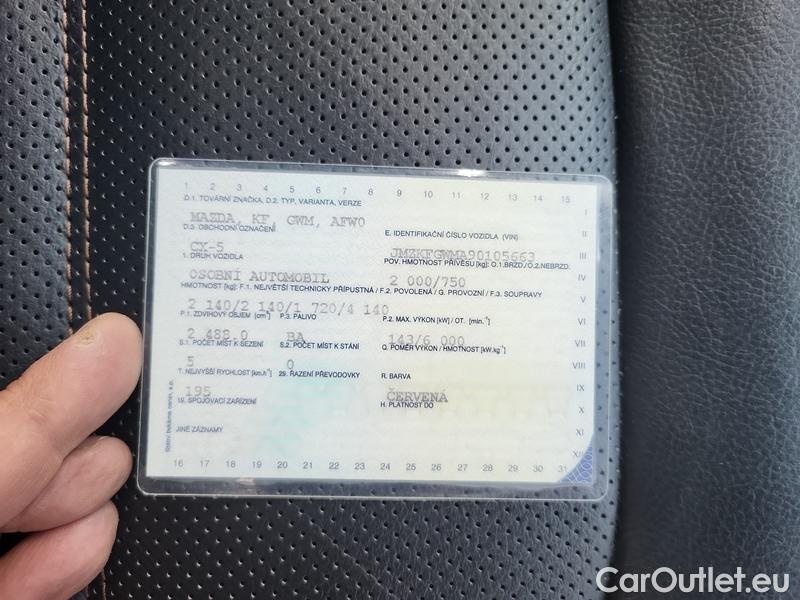 1 2 3 4 5 6 7 8 9 10 11 12 13 14 15
D.1. TOVÁRNÍ ZNAČKA, D.2. TYP, VARIANTA, VERZE
I
MAZDA, KF, GWM, AFW0
D.3. OBCHODNÍ OZNAČENÍ
E. IDENTIFIKAČNÍ ČÍSLO VOZIDLA (VIN)
II
CX-5
JMZKFGWMA90105663
III
1. DRUH VOZIDLA
POV. HMOTNOST PŘÍVĚSU [kg]: O.1.BRZD./O.2.NEBRZD.
OSOBNÍ AUTOMOBIL
2 000/750
IV
HMOTNOST [kg]: F.1. NEJVĚTŠÍ TECHNICKY PŘÍPUSTNÁ / F.2. POVOLENÁ / G. PROVOZNÍ / F.3. SOUPRAVY
V
2 140/2 140/1 720/4 140
P.1. ZDVIHOVÝ OBJEM [cm³]
P.3. PALIVO
P.2. MAX. VÝKON [kW] / OT. [min.⁻¹]
VI
2 488.0
BA
143/6 000
VII
S.1. POČET MÍST K SEZENÍ
S.2. POČET MÍST K STÁNÍ
Q. POMĚR VÝKON / HMOTNOST [kW.kg⁻¹]
5
0
VIII
T. NEJVYŠŠÍ RYCHLOST [km.h⁻¹]
29. ŘAZENÍ PŘEVODOVKY
R. BARVA
195
ČERVENÁ
IX
19. SPOJOVACÍ ZAŘÍZENÍ
H. PLATNOST DO
X
JINÉ ZÁZNAMY
XI
XII
16 17 18 19 20 21 22 23 24 25 26 27 28 29 30 31
CarOutlet.eu